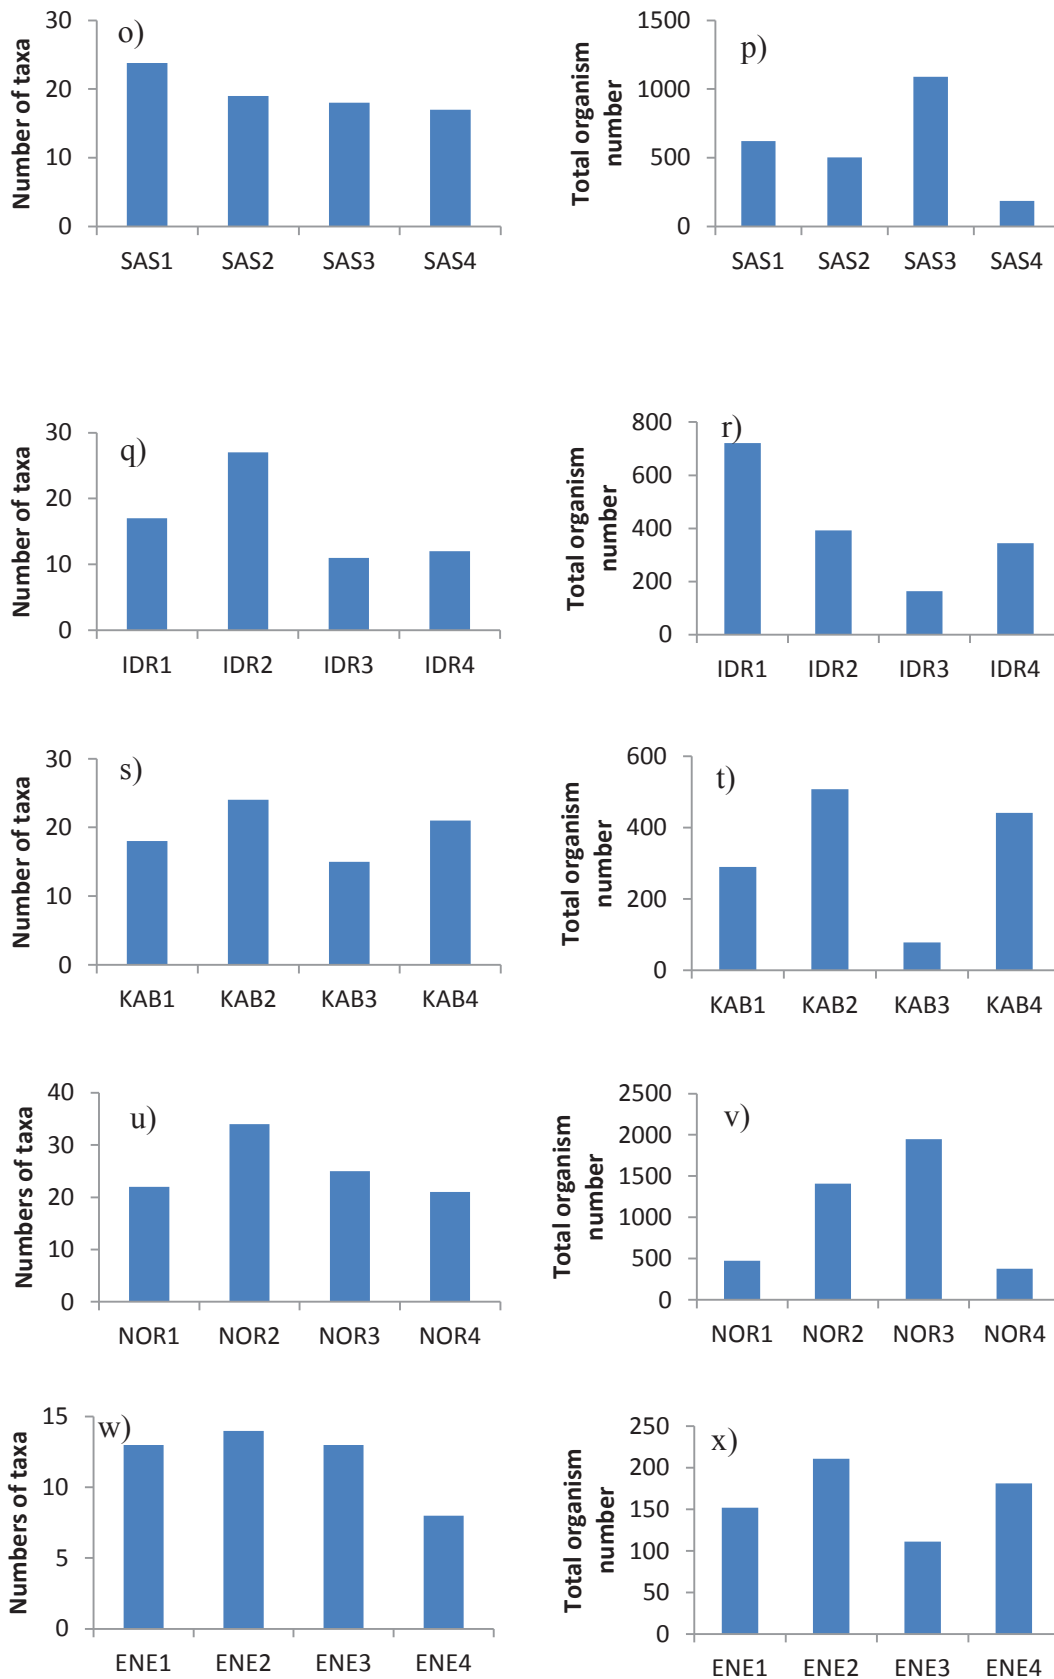 o)
Number of taxa
30
20
10
0
SAS1 SAS2 SAS3 SAS4
p)
Total organism
number
1500
1000
500
0
SAS1 SAS2 SAS3 SAS4
q)
Number of taxa
30
20
10
0
IDR1 IDR2 IDR3 IDR4
r)
Total organism
number
800
600
400
200
0
IDR1 IDR2 IDR3 IDR4
s)
Number of taxa
30
20
10
0
KAB1 KAB2 KAB3 KAB4
t)
Total organism
number
600
400
200
0
KAB1 KAB2 KAB3 KAB4
u)
Numbers of taxa
40
30
20
10
0
NOR1 NOR2 NOR3 NOR4
v)
Total organism
number
2500
2000
1500
1000
500
0
NOR1 NOR2 NOR3 NOR4
w)
Numbers of taxa
15
10
5
0
ENE1 ENE2 ENE3 ENE4
x)
Total organism
number
250
200
150
100
50
0
ENE1 ENE2 ENE3 ENE4